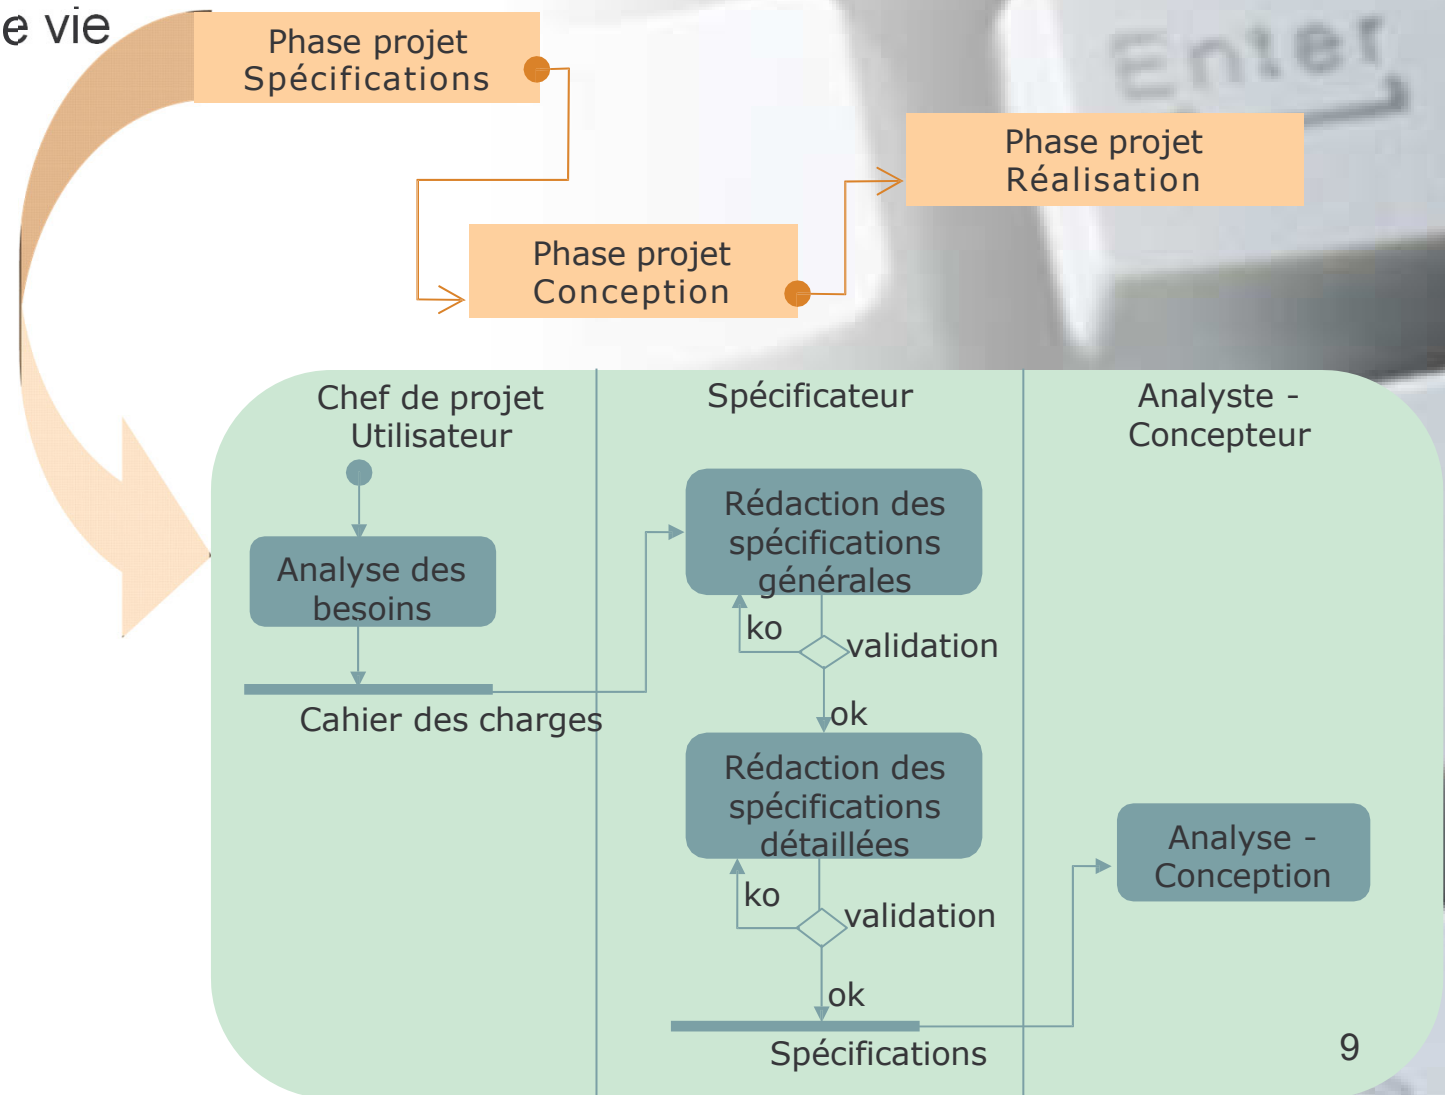 e vie
Phase projet
Spécifications
Enter
Phase projet
Réalisation
Phase projet
Conception
Chef de projet
Utilisateur
Spécificateur
Analyste -
Concepteur
Analyse des
besoins
Cahier des charges
Rédaction des
spécifications
générales
ko
validation
ok
Rédaction des
spécifications
détaillées
ko
validation
ok
Spécifications
Analyse -
Conception
9